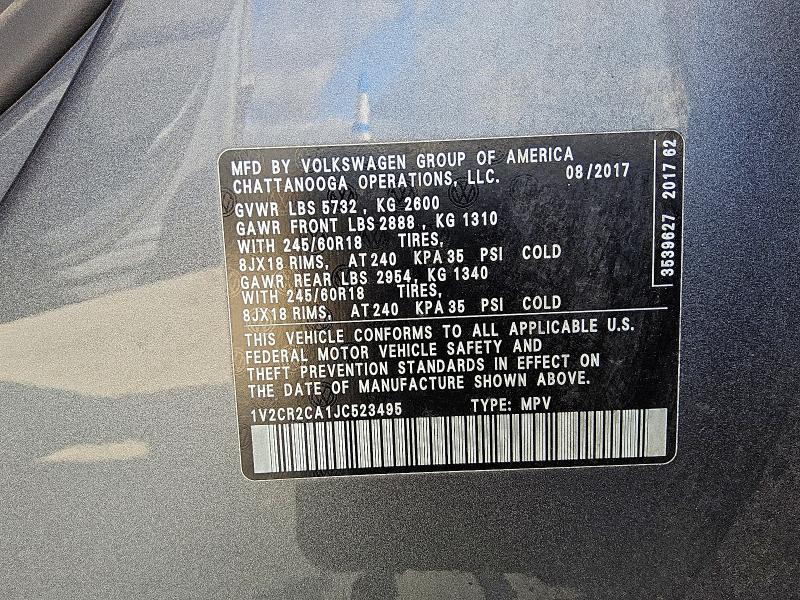 MFD BY VOLKSWAGEN GROUP OF AMERICA
CHATTANOOGA OPERATIONS, LLC. 08/2017
GVWR LBS 5732 , KG 2600
GAWR FRONT LBS 2888 , KG 1310
WITH 245/60R18 TIRES,
8JX18 RIMS, AT 240 KPA 35 PSI COLD
GAWR REAR LBS 2954, KG 1340
WITH 245/60R18 TIRES,
8JX18 RIMS, AT 240 KPA 35 PSI COLD
THIS VEHICLE CONFORMS TO ALL APPLICABLE U.S.
FEDERAL MOTOR VEHICLE SAFETY AND
THEFT PREVENTION STANDARDS IN EFFECT ON
THE DATE OF MANUFACTURE SHOWN ABOVE.
1V2CR2CA1JC523495 TYPE: MPV
3539627 2017 62